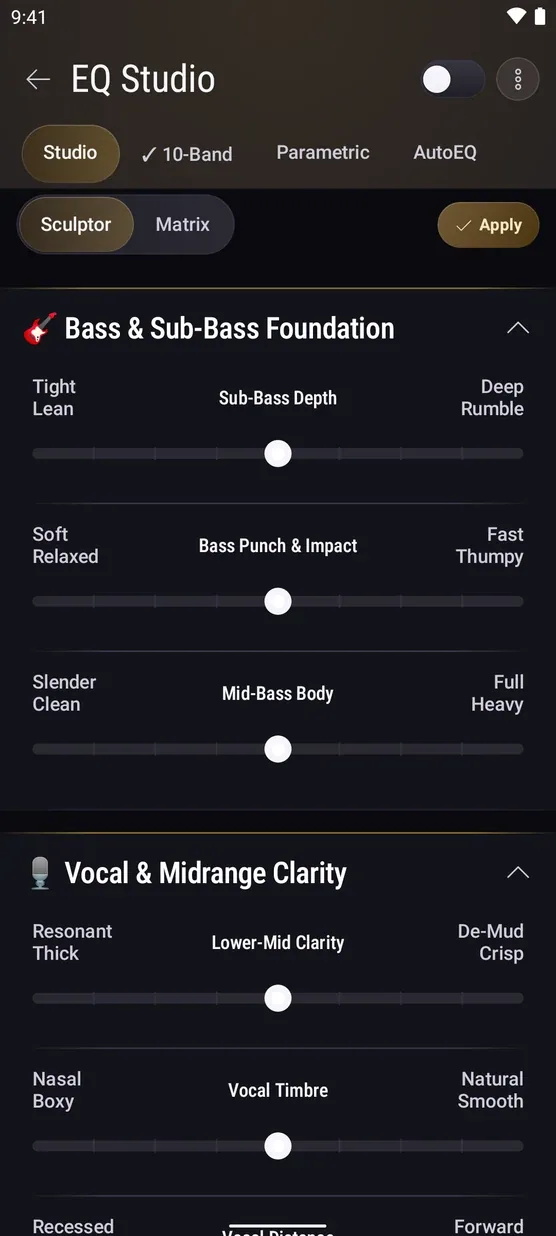 9:41
EQ Studio
Studio
✓ 10-Band
Parametric
AutoEQ
Sculptor
Matrix
✓ Apply
Bass & Sub-Bass Foundation
Tight
Lean
Sub-Bass Depth
Deep
Rumble
Soft
Relaxed
Bass Punch & Impact
Fast
Thumpy
Slender
Clean
Mid-Bass Body
Full
Heavy
Vocal & Midrange Clarity
Resonant
Thick
Lower-Mid Clarity
De-Mud
Crisp
Nasal
Boxy
Vocal Timbre
Natural
Smooth
Recessed
Vocal Distance
Forward